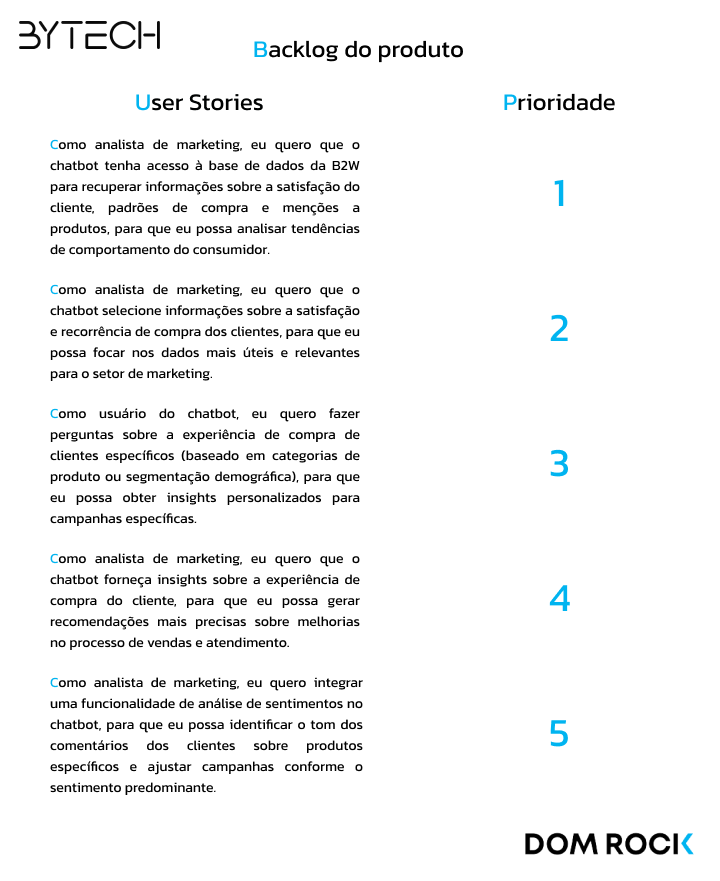 BYTECH
Backlog do produto
User Stories
Prioridade
Como analista de marketing, eu quero que o
chatbot tenha acesso à base de dados da B2W
para recuperar informações sobre a satisfação do
cliente, padrões de compra e menções a
produtos, para que eu possa analisar tendências
de comportamento do consumidor.
1
Como analista de marketing, eu quero que o
chatbot selecione informações sobre a satisfação
e recorrência de compra dos clientes, para que eu
possa focar nos dados mais úteis e relevantes
para o setor de marketing.
2
Como usuário do chatbot, eu quero fazer
perguntas sobre a experiência de compra de
clientes específicos (baseado em categorias de
produto ou segmentação demográfica), para que
eu possa obter insights personalizados para
campanhas específicas.
3
Como analista de marketing, eu quero que o
chatbot forneça insights sobre a experiência de
compra do cliente, para que eu possa gerar
recomendações mais precisas sobre melhorias
no processo de vendas e atendimento.
4
Como analista de marketing, eu quero integrar
uma funcionalidade de análise de sentimentos no
chatbot, para que eu possa identificar o tom dos
comentários dos clientes sobre produtos
específicos e ajustar campanhas conforme o
sentimento predominante.
5
DOM ROCK